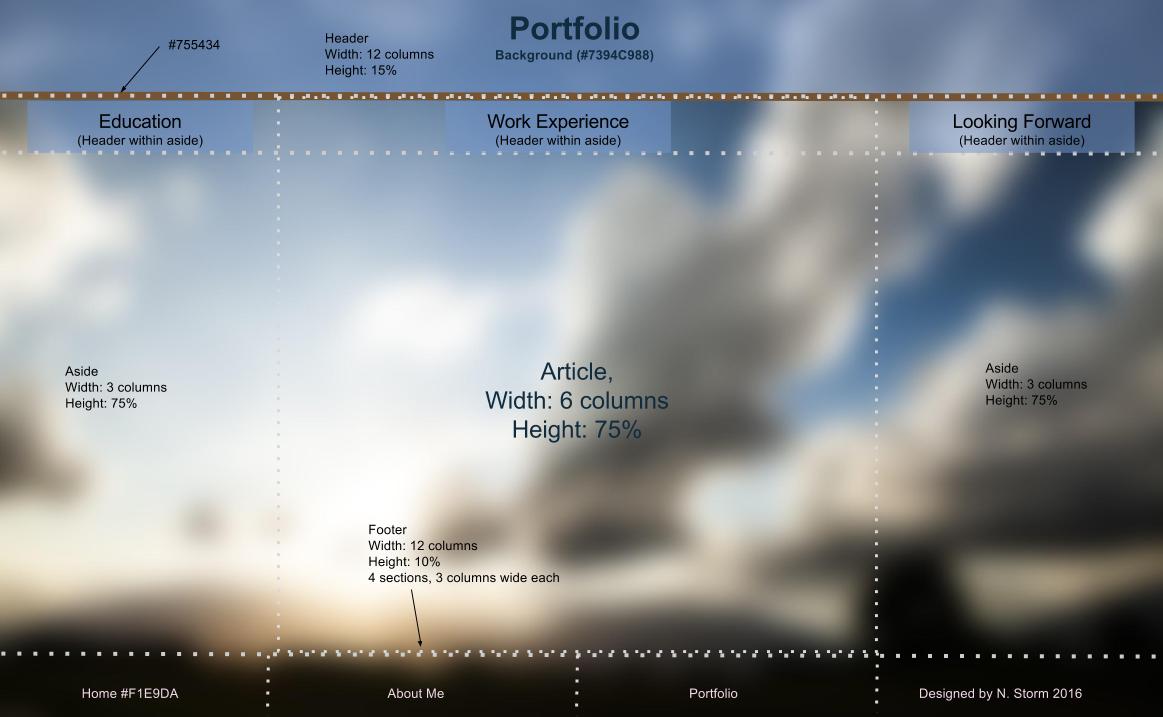 Portfolio
Background (#7394C988)
#755434
Header
Width: 12 columns
Height: 15%
Education
(Header within aside)
Work Experience
(Header within aside)
Looking Forward
(Header within aside)
Aside
Width: 3 columns
Height: 75%
Article,
Width: 6 columns
Height: 75%
Aside
Width: 3 columns
Height: 75%
Footer
Width: 12 columns
Height: 10%
4 sections, 3 columns wide each
Home #F1E9DA
About Me
Portfolio
Designed by N. Storm 2016